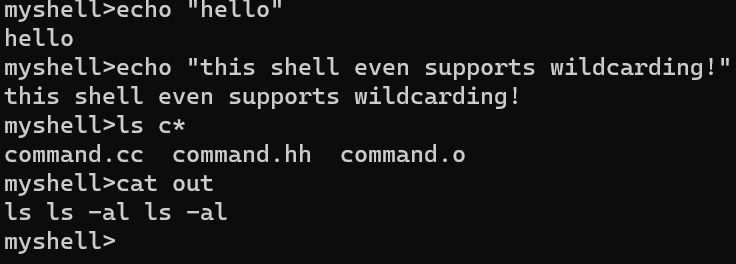 myshell>echo "hello"
hello
myshell>echo "this shell even supports wildcarding!"
this shell even supports wildcarding!
myshell>ls c*
command.cc  command.hh  command.o
myshell>cat out
ls ls -al ls -al
myshell>